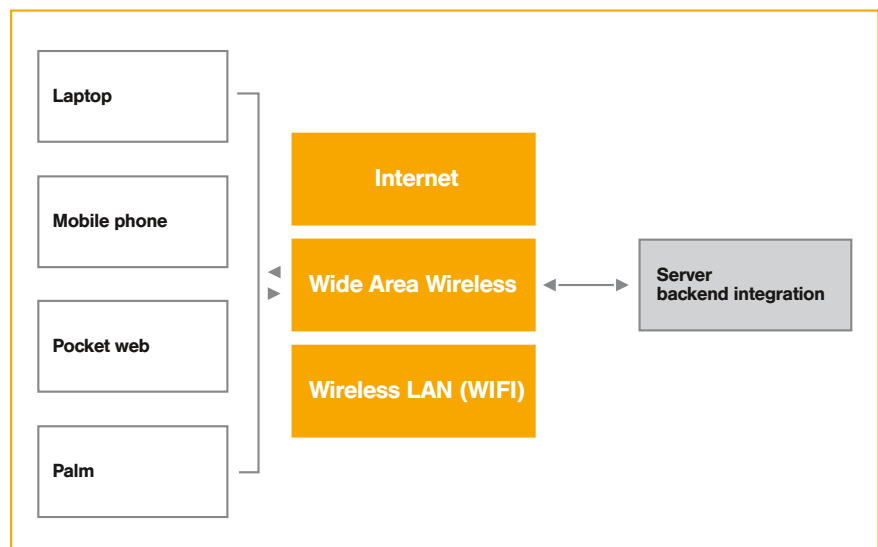 Laptop
Mobile phone
Pocket web
Palm
Internet
Wide Area Wireless
Wireless LAN (WIFI)
Server
backend integration